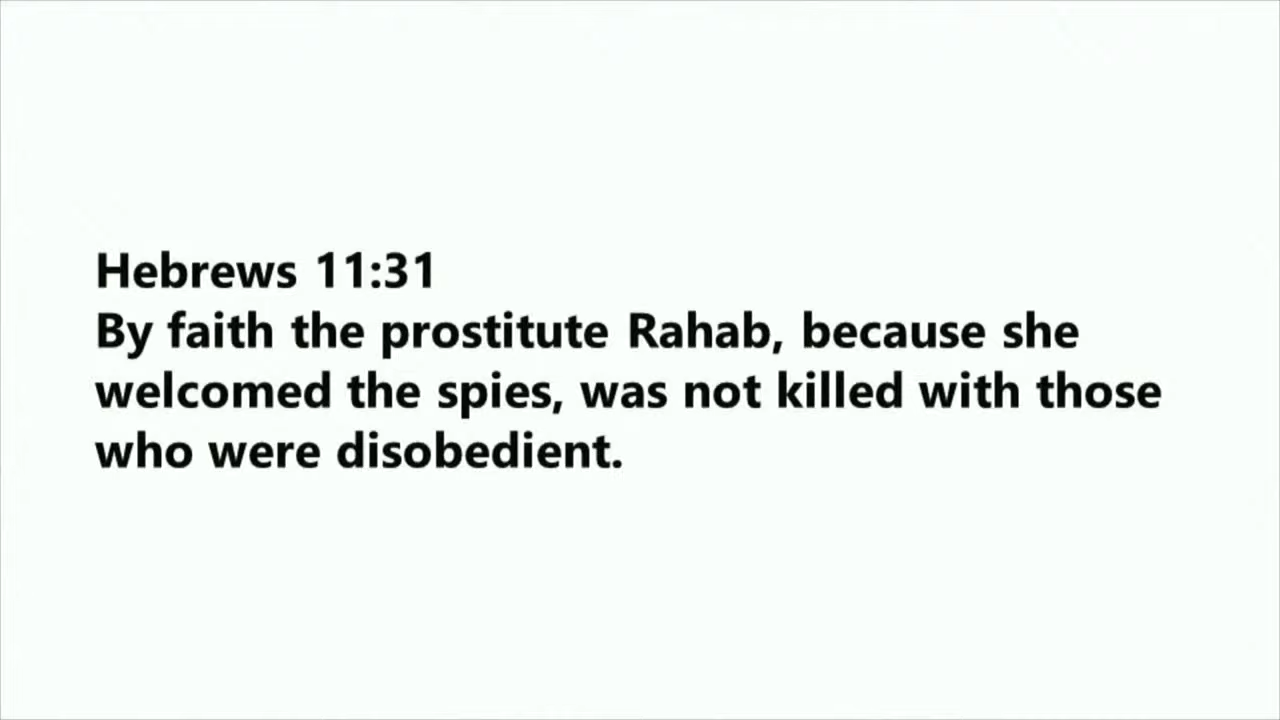 Hebrews 11:31
By faith the prostitute Rahab, because she
welcomed the spies, was not killed with those
who were disobedient.